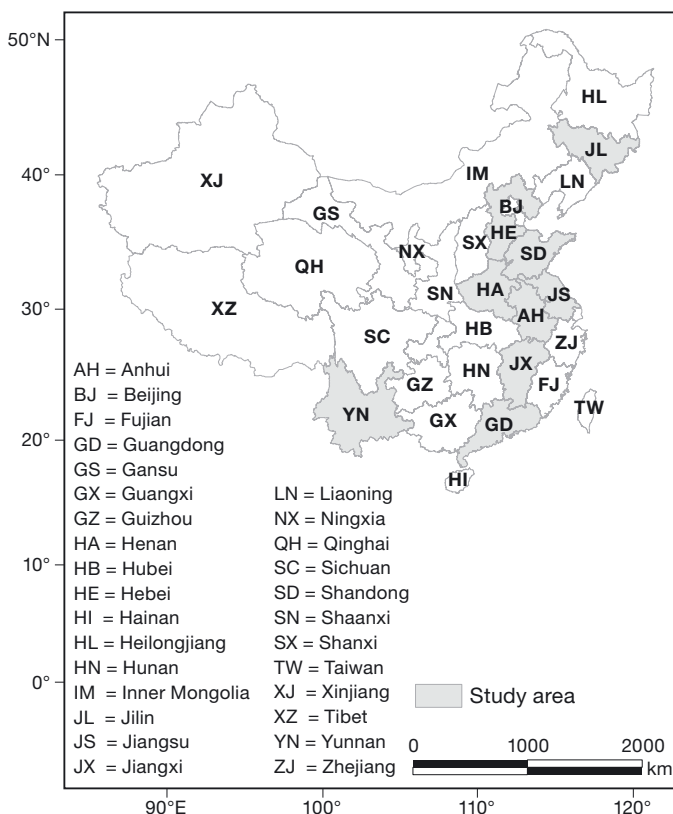 50°N
HL
JL
40°
XJ
IM
LN
BJ
GS
HE
SX
NX
SD
QH
HA
SN
JS
30°
XZ
AH
HB
SC
ZJ
JX
HN
GZ
FJ
YN
TW
GX
GD
20°
HI
AH = Anhui
BJ = Beijing
FJ = Fujian
GD = Guangdong
GS = Gansu
GX = Guangxi
GZ = Guizhou
HA = Henan
HB = Hubei
HE = Hebei
HI = Hainan
HL = Heilongjiang
HN = Hunan
IM = Inner Mongolia
JL = Jilin
JS = Jiangsu
JX = Jiangxi
LN = Liaoning
NX = Ningxia
QH = Qinghai
SC = Sichuan
SD = Shandong
SN = Shaanxi
SX = Shanxi
TW = Taiwan
XJ = Xinjiang
XZ = Tibet
YN = Yunnan
ZJ = Zhejiang
10°
0°
Study area
0 1000 2000
km
90°E 100° 110° 120°